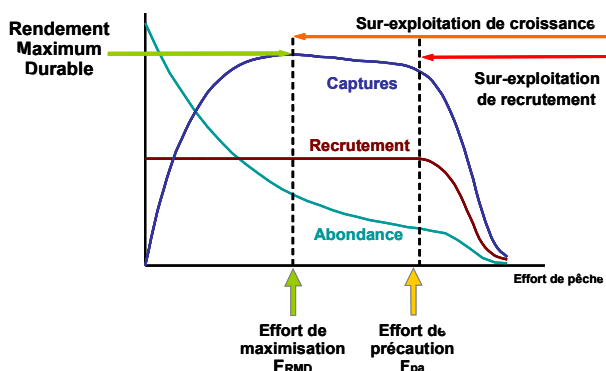 Rendement
Maximum
Durable
Sur-exploitation de croissance
Sur-exploitation
de recrutement
Captures
Recrutement
Abondance
Effort de pêche
Effort de
maximisation
FRMD
Effort de
précaution
Fpa